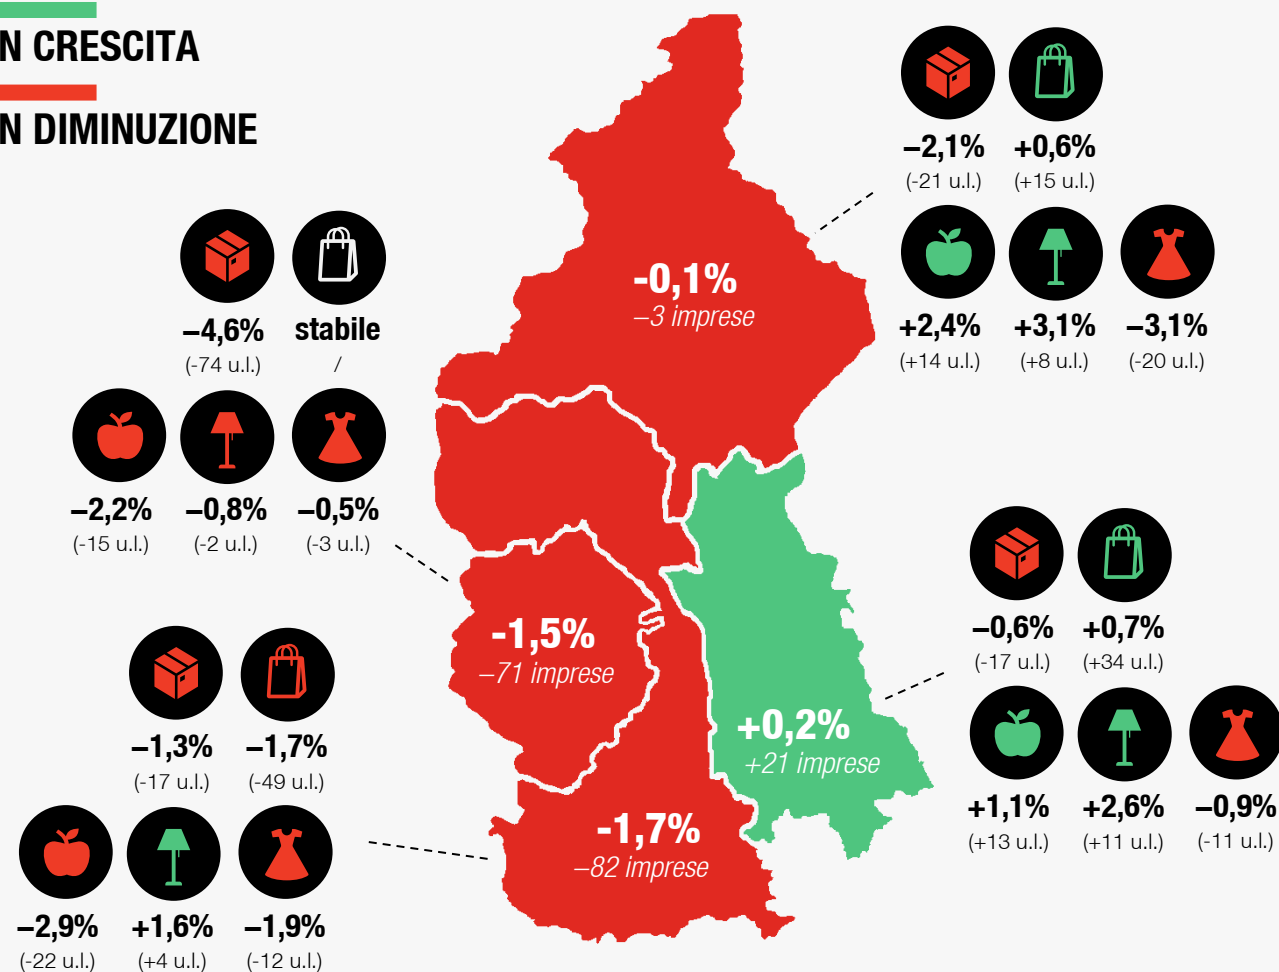 N CRESCITA
N DIMINUZIONE
–2,1% +0,6%
(-21 u.l.) (+15 u.l.)
+2,4% +3,1% –3,1%
(+14 u.l.) (+8 u.l.) (-20 u.l.)
-0,1%
–3 imprese
–4,6% stabile
(-74 u.l.) /
–2,2% –0,8% –0,5%
(-15 u.l.) (-2 u.l.) (-3 u.l.)
-1,5%
–71 imprese
–0,6% +0,7%
(-17 u.l.) (+34 u.l.)
+1,1% +2,6% –0,9%
(+13 u.l.) (+11 u.l.) (-11 u.l.)
+0,2%
+21 imprese
–1,3% –1,7%
(-17 u.l.) (-49 u.l.)
–2,9% +1,6% –1,9%
(-22 u.l.) (+4 u.l.) (-12 u.l.)
-1,7%
–82 imprese